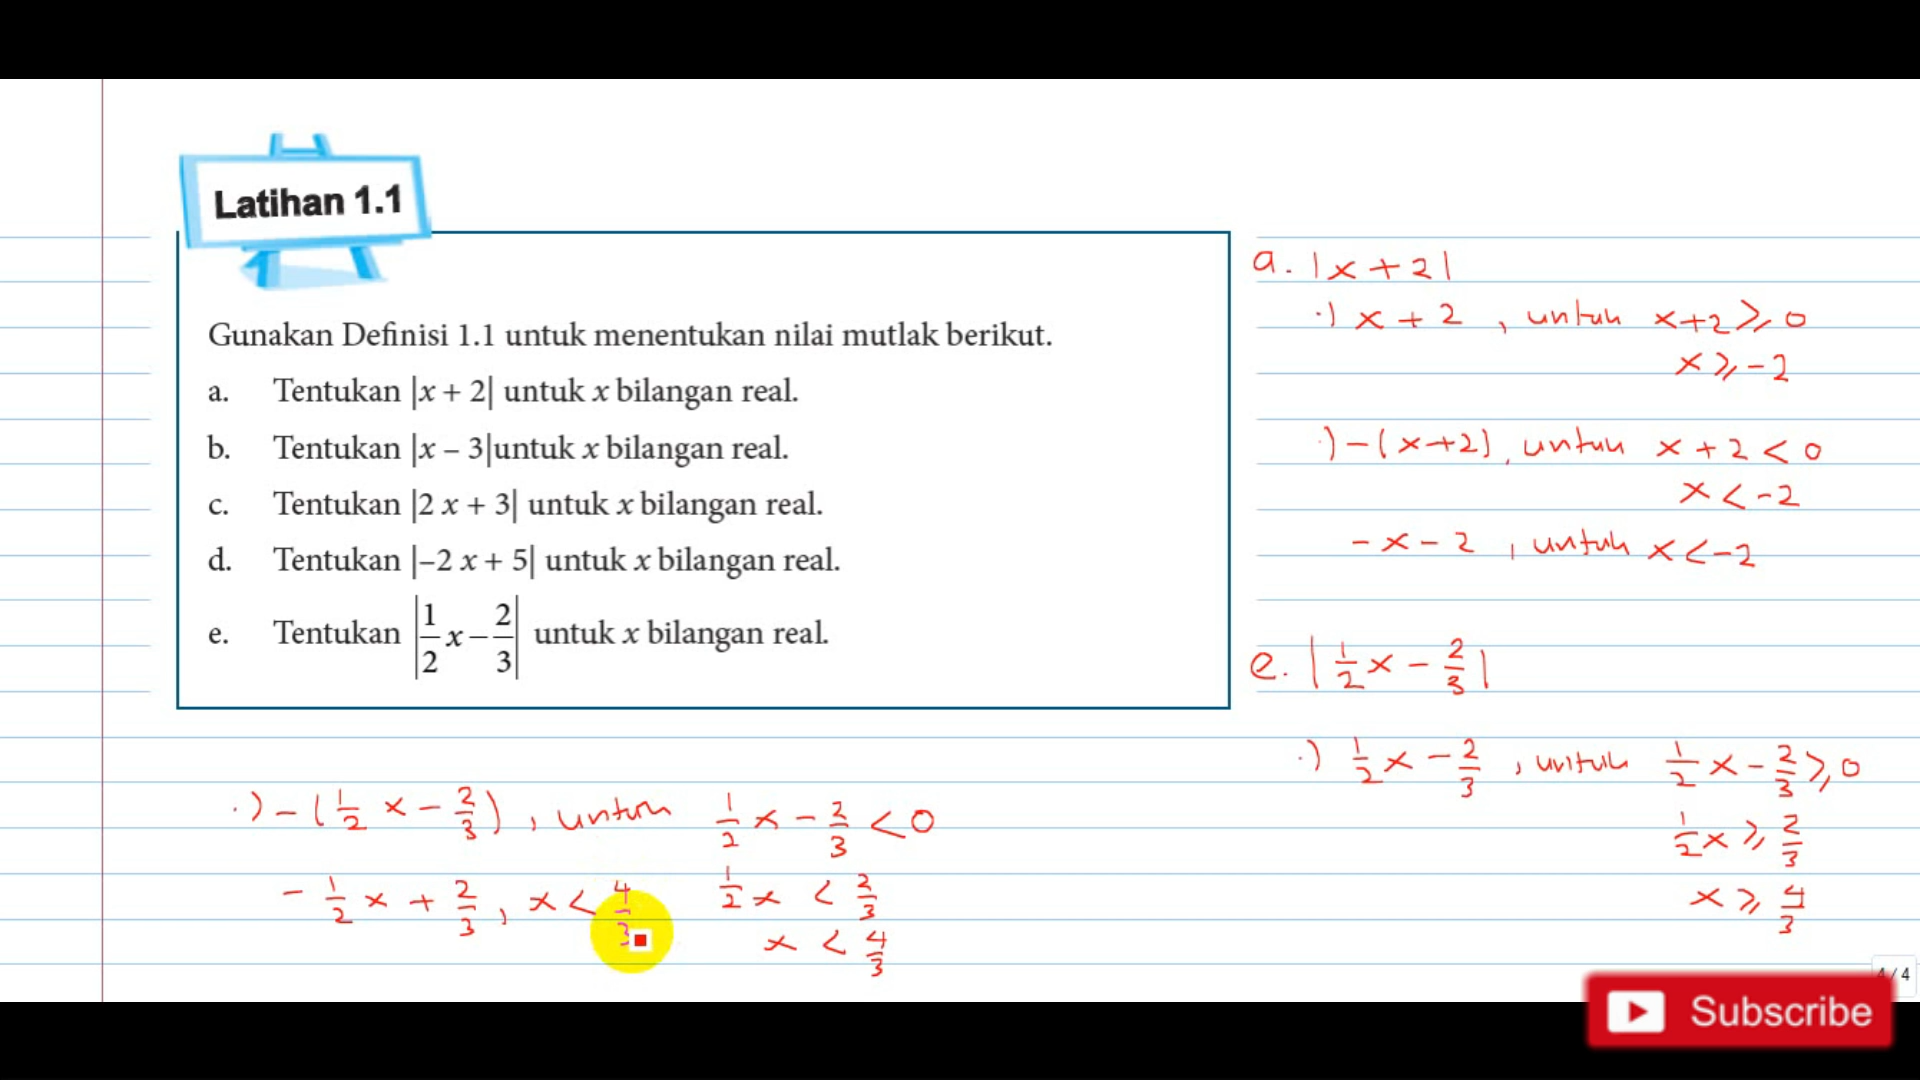 Latihan 1.1
Gunakan Definisi 1.1 untuk menentukan nilai mutlak berikut.
a. Tentukan |x + 2| untuk x bilangan real.
b. Tentukan |x – 3|untuk x bilangan real.
c. Tentukan |2 x + 3| untuk x bilangan real.
d. Tentukan |–2 x + 5| untuk x bilangan real.
e. Tentukan |1/2 x – 2/3| untuk x bilangan real.
a. |x + 2|
·) x + 2 , untuk x+2 ⩾ 0
x ⩾ -2
·) -(x+2), untuk x + 2 < 0
x < -2
- x - 2 , untuk x < -2
e. |1/2 x - 2/3|
·) 1/2 x - 2/3 , untuk 1/2 x - 2/3 ⩾ 0
1/2 x ⩾ 2/3
x ⩾ 4/3
·) -(1/2 x - 2/3) , untuk 1/2 x - 2/3 < 0
- 1/2 x + 2/3 , x < 4/3 1/2 x < 2/3
x < 4/3
4 / 4
Subscribe